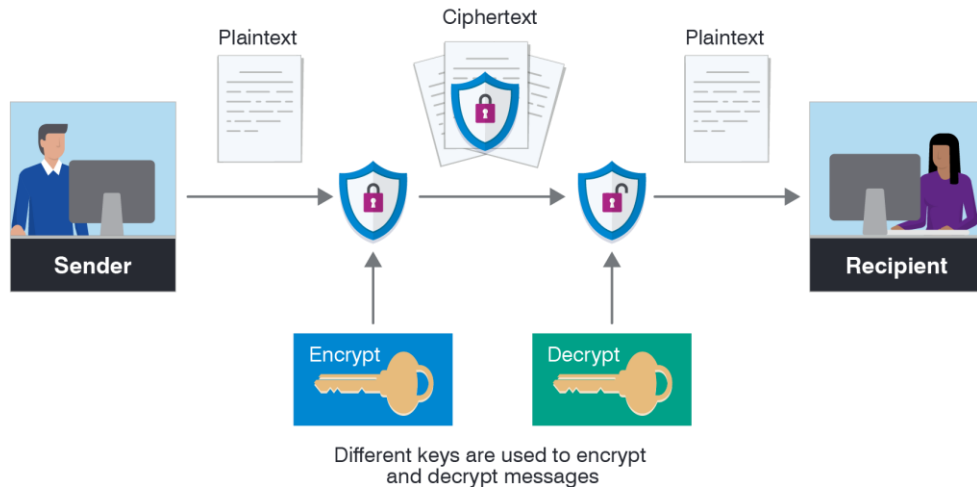 Ciphertext
Plaintext
Plaintext
Sender
Recipient
Encrypt
Decrypt
Different keys are used to encrypt
and decrypt messages